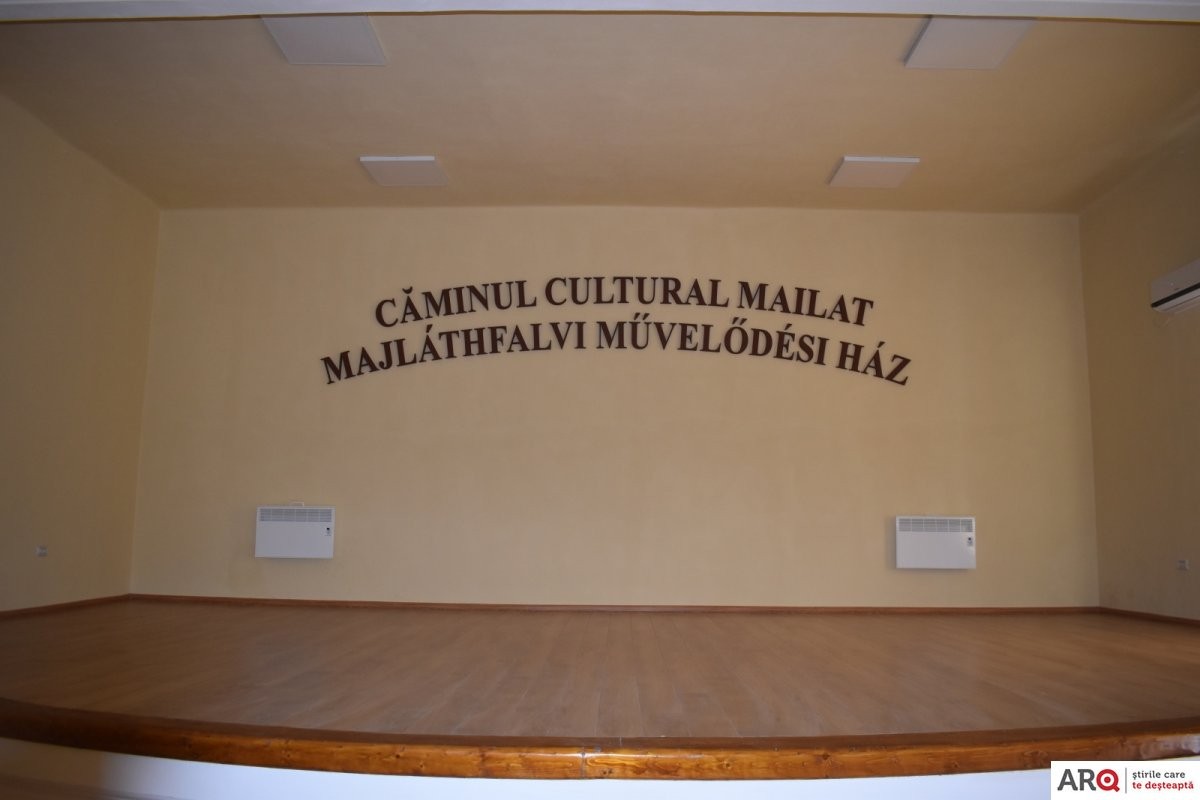 CĂMINUL CULTURAL MAILAT
MAJLÁTHFALVI MŰVELŐDÉSI HÁZ
ARQ
știrile care
te deșteaptă